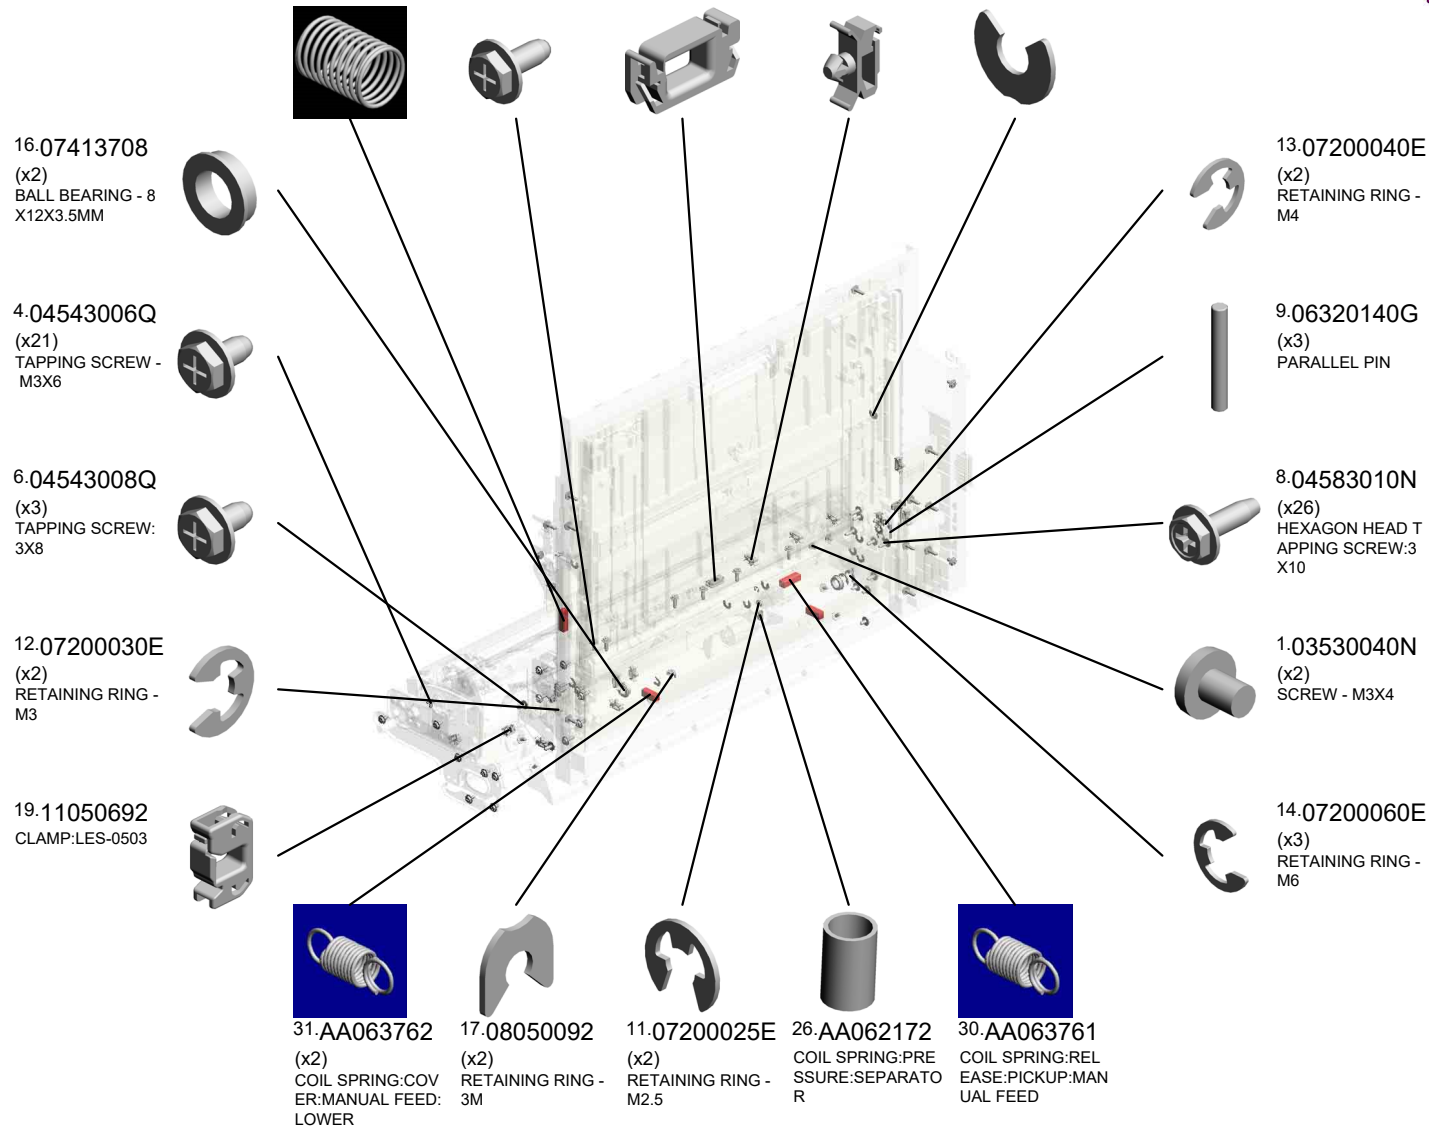 16.07413708
(x2)
BALL BEARING - 8
X12X3.5MM
4.04543006Q
(x21)
TAPPING SCREW -
M3X6
6.04543008Q
(x3)
TAPPING SCREW:
3X8
12.07200030E
(x2)
RETAINING RING -
M3
19.11050692
CLAMP:LES-0503
13.07200040E
(x2)
RETAINING RING -
M4
9.06320140G
(x3)
PARALLEL PIN
8.04583010N
(x26)
HEXAGON HEAD T
APPING SCREW:3
X10
1.03530040N
(x2)
SCREW - M3X4
14.07200060E
(x3)
RETAINING RING -
M6
31.AA063762
(x2)
COIL SPRING:COV
ER:MANUAL FEED:
LOWER
17.08050092
(x2)
RETAINING RING -
3M
11.07200025E
(x2)
RETAINING RING -
M2.5
26.AA062172
COIL SPRING:PRE
SSURE:SEPARATO
R
30.AA063761
COIL SPRING:REL
EASE:PICKUP:MAN
UAL FEED